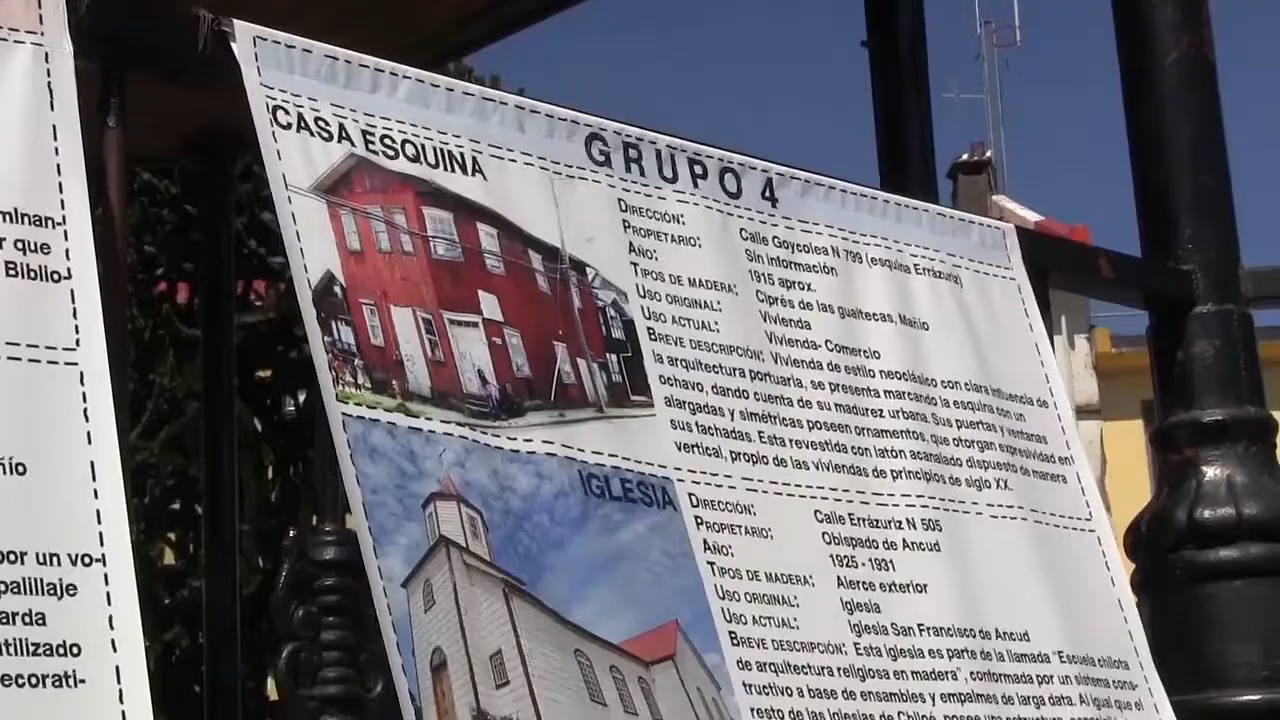 minan-
r que
Biblio-
ñío
por un vo-
palillaje
arda
utilizado
ecorati-
GRUPO 4
CASA ESQUINA
DIRECCIÓN: Calle Goycolea N 799 (esquina Errázuriz)
PROPIETARIO: Sin información
AÑO: 1915 aprox.
TIPOS DE MADERA: Ciprés de las guaitecas, Mañio
USO ORIGINAL: Vivienda
USO ACTUAL: Vivienda- Comercio
BREVE DESCRIPCIÓN: Vivienda de estilo neoclásico con clara influencia de
la arquitectura portuaria, se presenta marcando la esquina con un
ochavo, dando cuenta de su madurez urbana. Sus puertas y ventanas
alargadas y simétricas poseen ornamentos, que otorgan expresividad en
sus fachadas. Esta revestida con latón acanalado dispuesto de manera
vertical, propio de las viviendas de principios de siglo XX.
IGLESIA
DIRECCIÓN: Calle Errázuriz N 505
PROPIETARIO: Obispado de Ancud
AÑO: 1925 - 1931
TIPOS DE MADERA: Alerce exterior
USO ORIGINAL: Iglesia
USO ACTUAL: Iglesia San Francisco de Ancud
BREVE DESCRIPCIÓN: Esta iglesia es parte de la llamada "Escuela chilota
de arquitectura religiosa en madera", conformada por un sistema cons-
tructivo a base de ensambles y empalmes de larga data. Al igual que el
resto de las Iglesias de Chiloé, posee una estructura